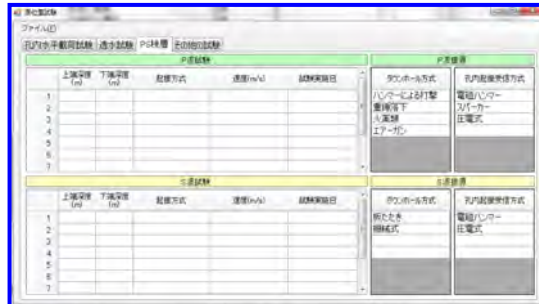 原位置試験
ファイル(F)
孔内水平載荷試験 透水試験 PS検層 その他の試験
P波試験
上端深度(m) 下端深度(m) 起振方式 速度(m/s) 試験実施日
1
2
3
4
5
6
7
P波振源
ダウンホール方式 孔内起振受信方式
ハンマーによる打撃 電磁ハンマー
重錘落下 スパーカー
火薬類 圧電式
エアーガン
S波試験
上端深度(m) 下端深度(m) 起振方式 速度(m/s) 試験実施日
1
2
3
4
5
6
7
S波振源
ダウンホール方式 孔内起振受信方式
板たたき 電磁ハンマー
機械式 圧電式